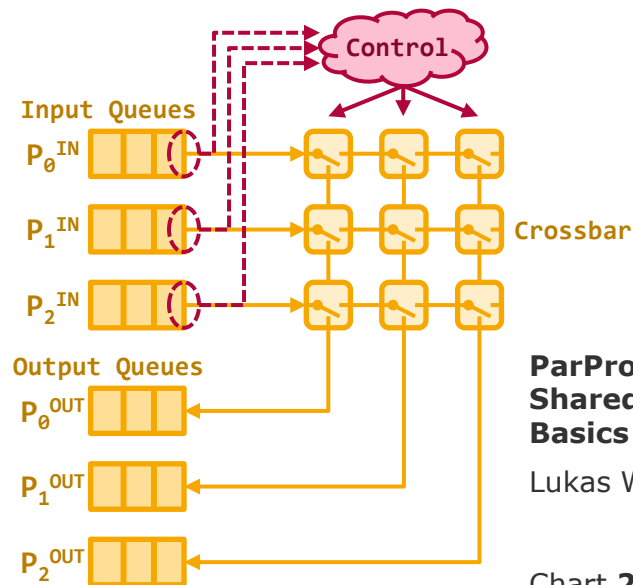 Control
Input Queues
P₀ᴵᴺ
P₁ᴵᴺ
P₂ᴵᴺ
Crossbar
Output Queues
P₀ᴼᵁᵀ
P₁ᴼᵁᵀ
P₂ᴼᵁᵀ
ParPro
Shared
Basics
Lukas W
Chart 2